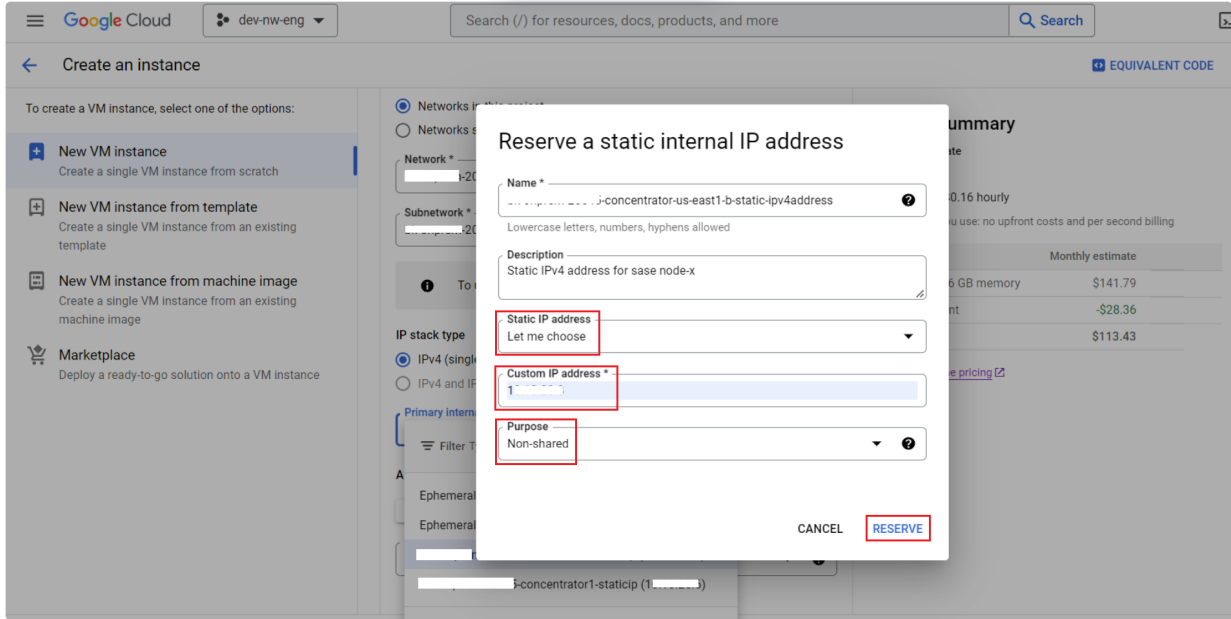 Google Cloud
dev-nw-eng
Search (/) for resources, docs, products, and more
Search
Create an instance
EQUIVALENT CODE
To create a VM instance, select one of the options:
New VM instance
Create a single VM instance from scratch
New VM instance from template
Create a single VM instance from an existing
template
New VM instance from machine image
Create a single VM instance from an existing
machine image
Marketplace
Deploy a ready-to-go solution onto a VM instance
Networks in this project
Networks
Network *
Subnetwork *
To
IP stack type
IPv4 (single
IPv4 and
Primary intern
Filter
Ephemeral
Ephemeral
-concentrator1-staticip
Reserve a static internal IP address
Name *
-concentrator-us-east1-b-static-ipv4address
Lowercase letters, numbers, hyphens allowed
Description
Static IPv4 address for sase node-x
Static IP address
Let me choose
Custom IP address *
Purpose
Non-shared
CANCEL
RESERVE
ummary
0.16 hourly
use: no upfront costs and per second billing
Monthly estimate
6 GB memory
$141.79
-$28.36
$113.43
pricing